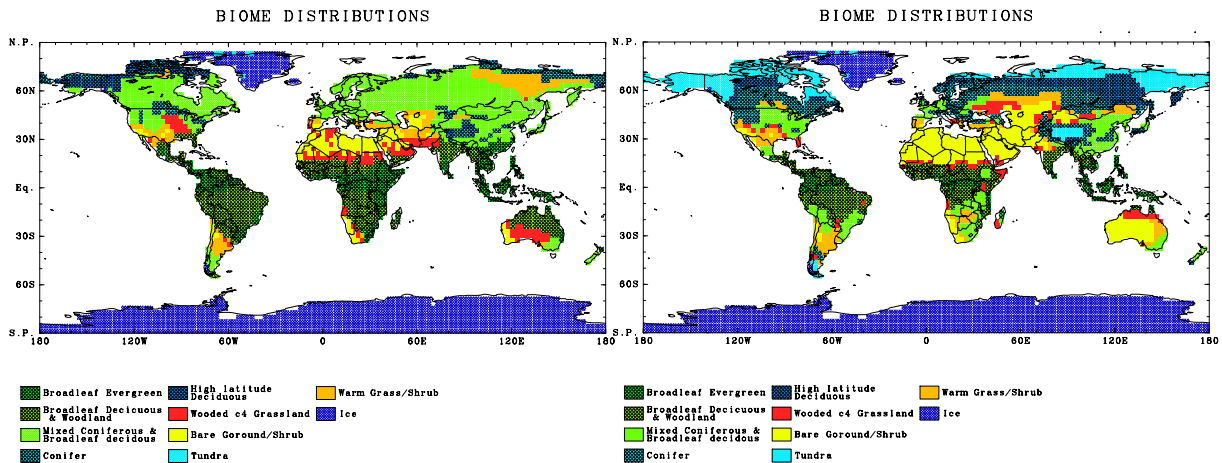 BIOME DISTRIBUTIONS
N.P.
60N
30N
Eq.
30S
60S
S.P.
180 120W 60W 0 60E 120E 180
Broadleaf Evergreen
Broadleaf Decicuous
& Woodland
Mixed Coniferous &
Broadleaf decidous
Conifer
High latitude
Deciduous
Wooded c4 Grassland
Bare Goround/Shrub
Tundra
Warm Grass/Shrub
Ice
BIOME DISTRIBUTIONS
N.P.
60N
30N
Eq.
30S
60S
S.P.
180 120W 60W 0 60E 120E 180
Broadleaf Evergreen
Broadleaf Decicuous
& Woodland
Mixed Coniferous &
Broadleaf decidous
Conifer
High latitude
Deciduous
Wooded c4 Grassland
Bare Goround/Shrub
Tundra
Warm Grass/Shrub
Ice